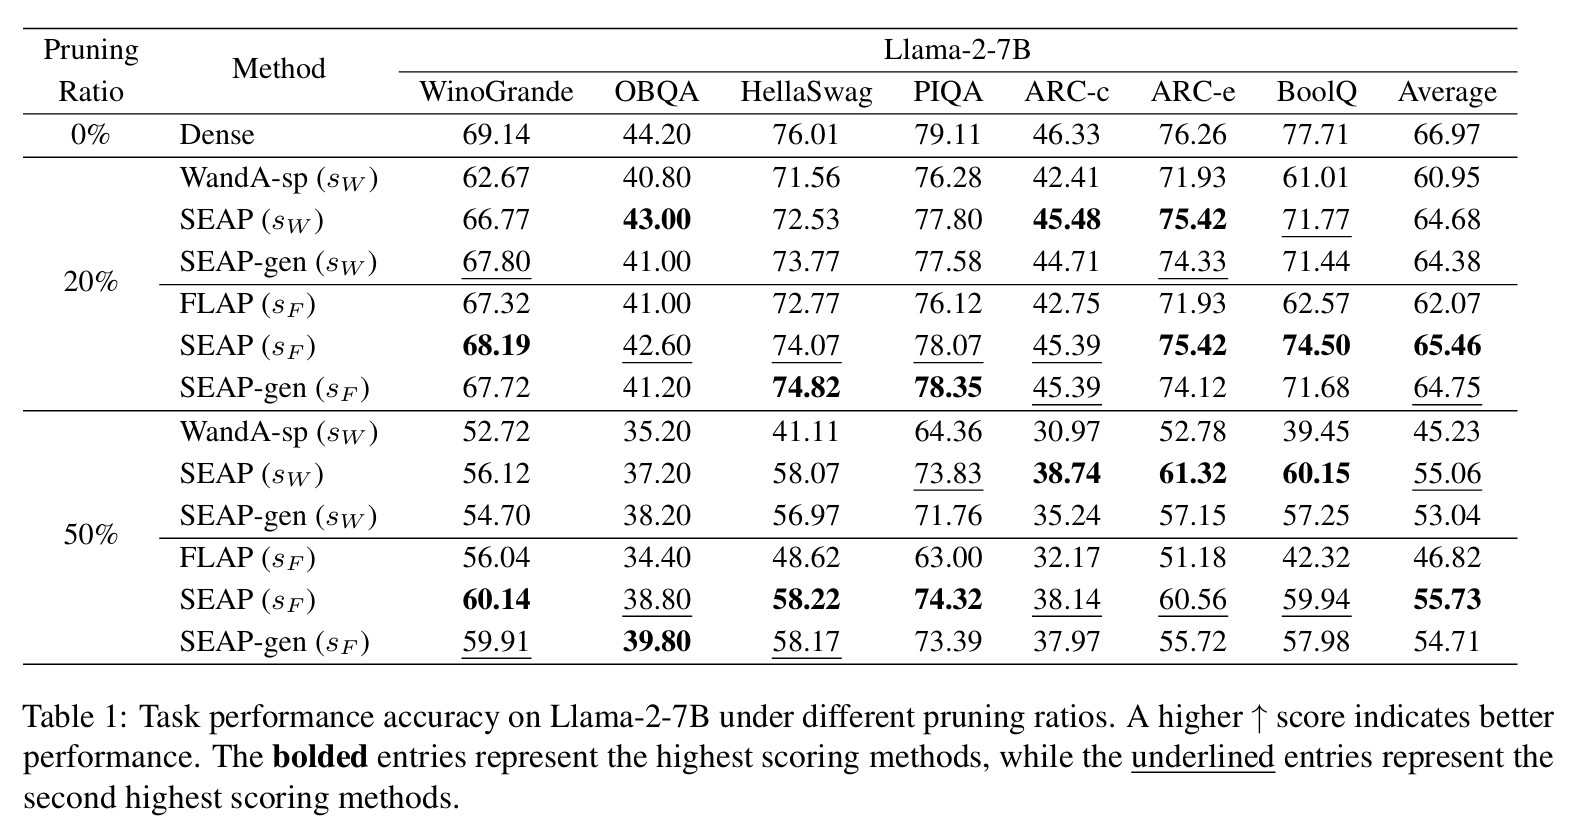 Pruning Ratio Method Llama-2-7B
WinoGrande OBQA HellaSwag PIQA ARC-c ARC-e BoolQ Average
0% Dense 69.14 44.20 76.01 79.11 46.33 76.26 77.71 66.97
20%
WandA-sp (sW) 62.67 40.80 71.56 76.28 42.41 71.93 61.01 60.95
SEAP (sW) 66.77 43.00 72.53 77.80 45.48 75.42 71.77 64.68
SEAP-gen (sW) 67.80 41.00 73.77 77.58 44.71 74.33 71.44 64.38
FLAP (sF) 67.32 41.00 72.77 76.12 42.75 71.93 62.57 62.07
SEAP (sF) 68.19 42.60 74.07 78.07 45.39 75.42 74.50 65.46
SEAP-gen (sF) 67.72 41.20 74.82 78.35 45.39 74.12 71.68 64.75
50%
WandA-sp (sW) 52.72 35.20 41.11 64.36 30.97 52.78 39.45 45.23
SEAP (sW) 56.12 37.20 58.07 73.83 38.74 61.32 60.15 55.06
SEAP-gen (sW) 54.70 38.20 56.97 71.76 35.24 57.15 57.25 53.04
FLAP (sF) 56.04 34.40 48.62 63.00 32.17 51.18 42.32 46.82
SEAP (sF) 60.14 38.80 58.22 74.32 38.14 60.56 59.94 55.73
SEAP-gen (sF) 59.91 39.80 58.17 73.39 37.97 55.72 57.98 54.71
Table 1: Task performance accuracy on Llama-2-7B under different pruning ratios. A higher ↑ score indicates better
performance. The bolded entries represent the highest scoring methods, while the underlined entries represent the
second highest scoring methods.